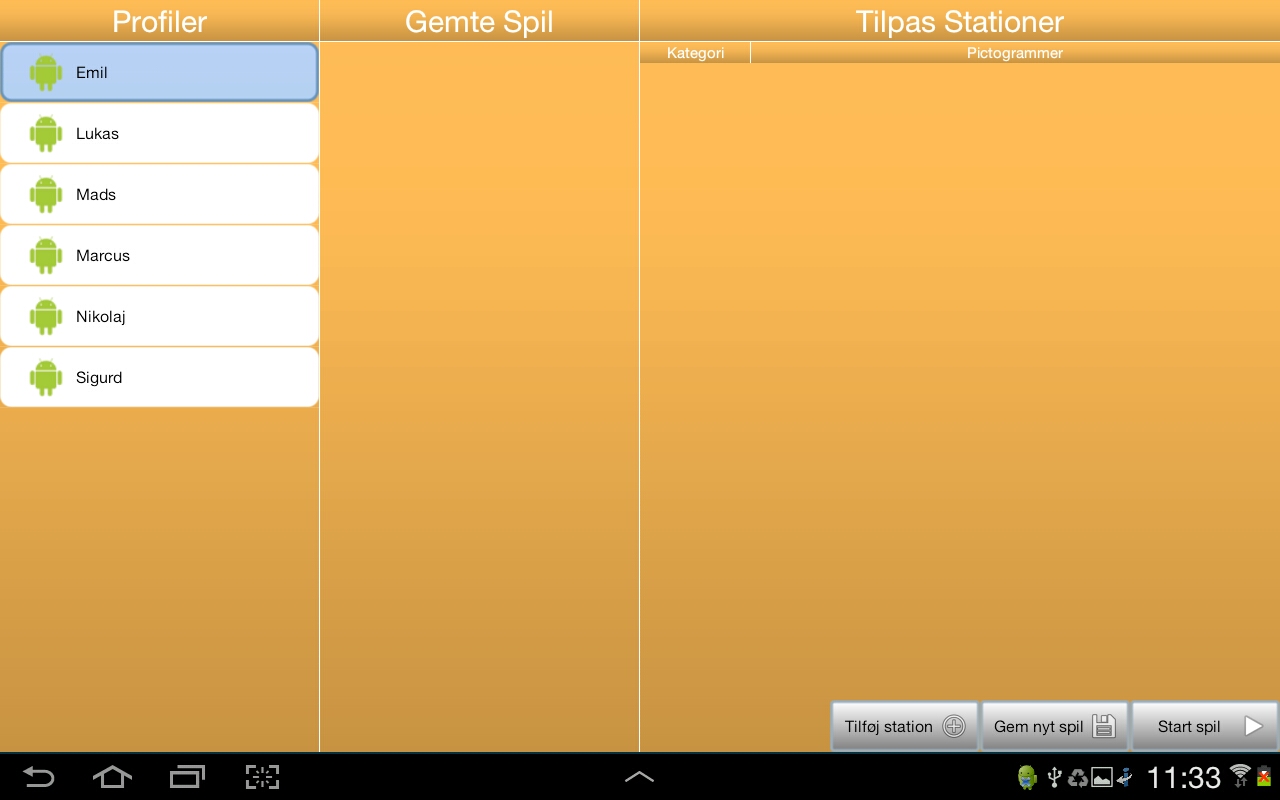 Profiler
Gemte Spil
Tilpas Stationer
Kategori
Pictogrammer
Emil
Lukas
Mads
Marcus
Nikolaj
Sigurd
Tilføj station
Gem nyt spil
Start spil
11:33